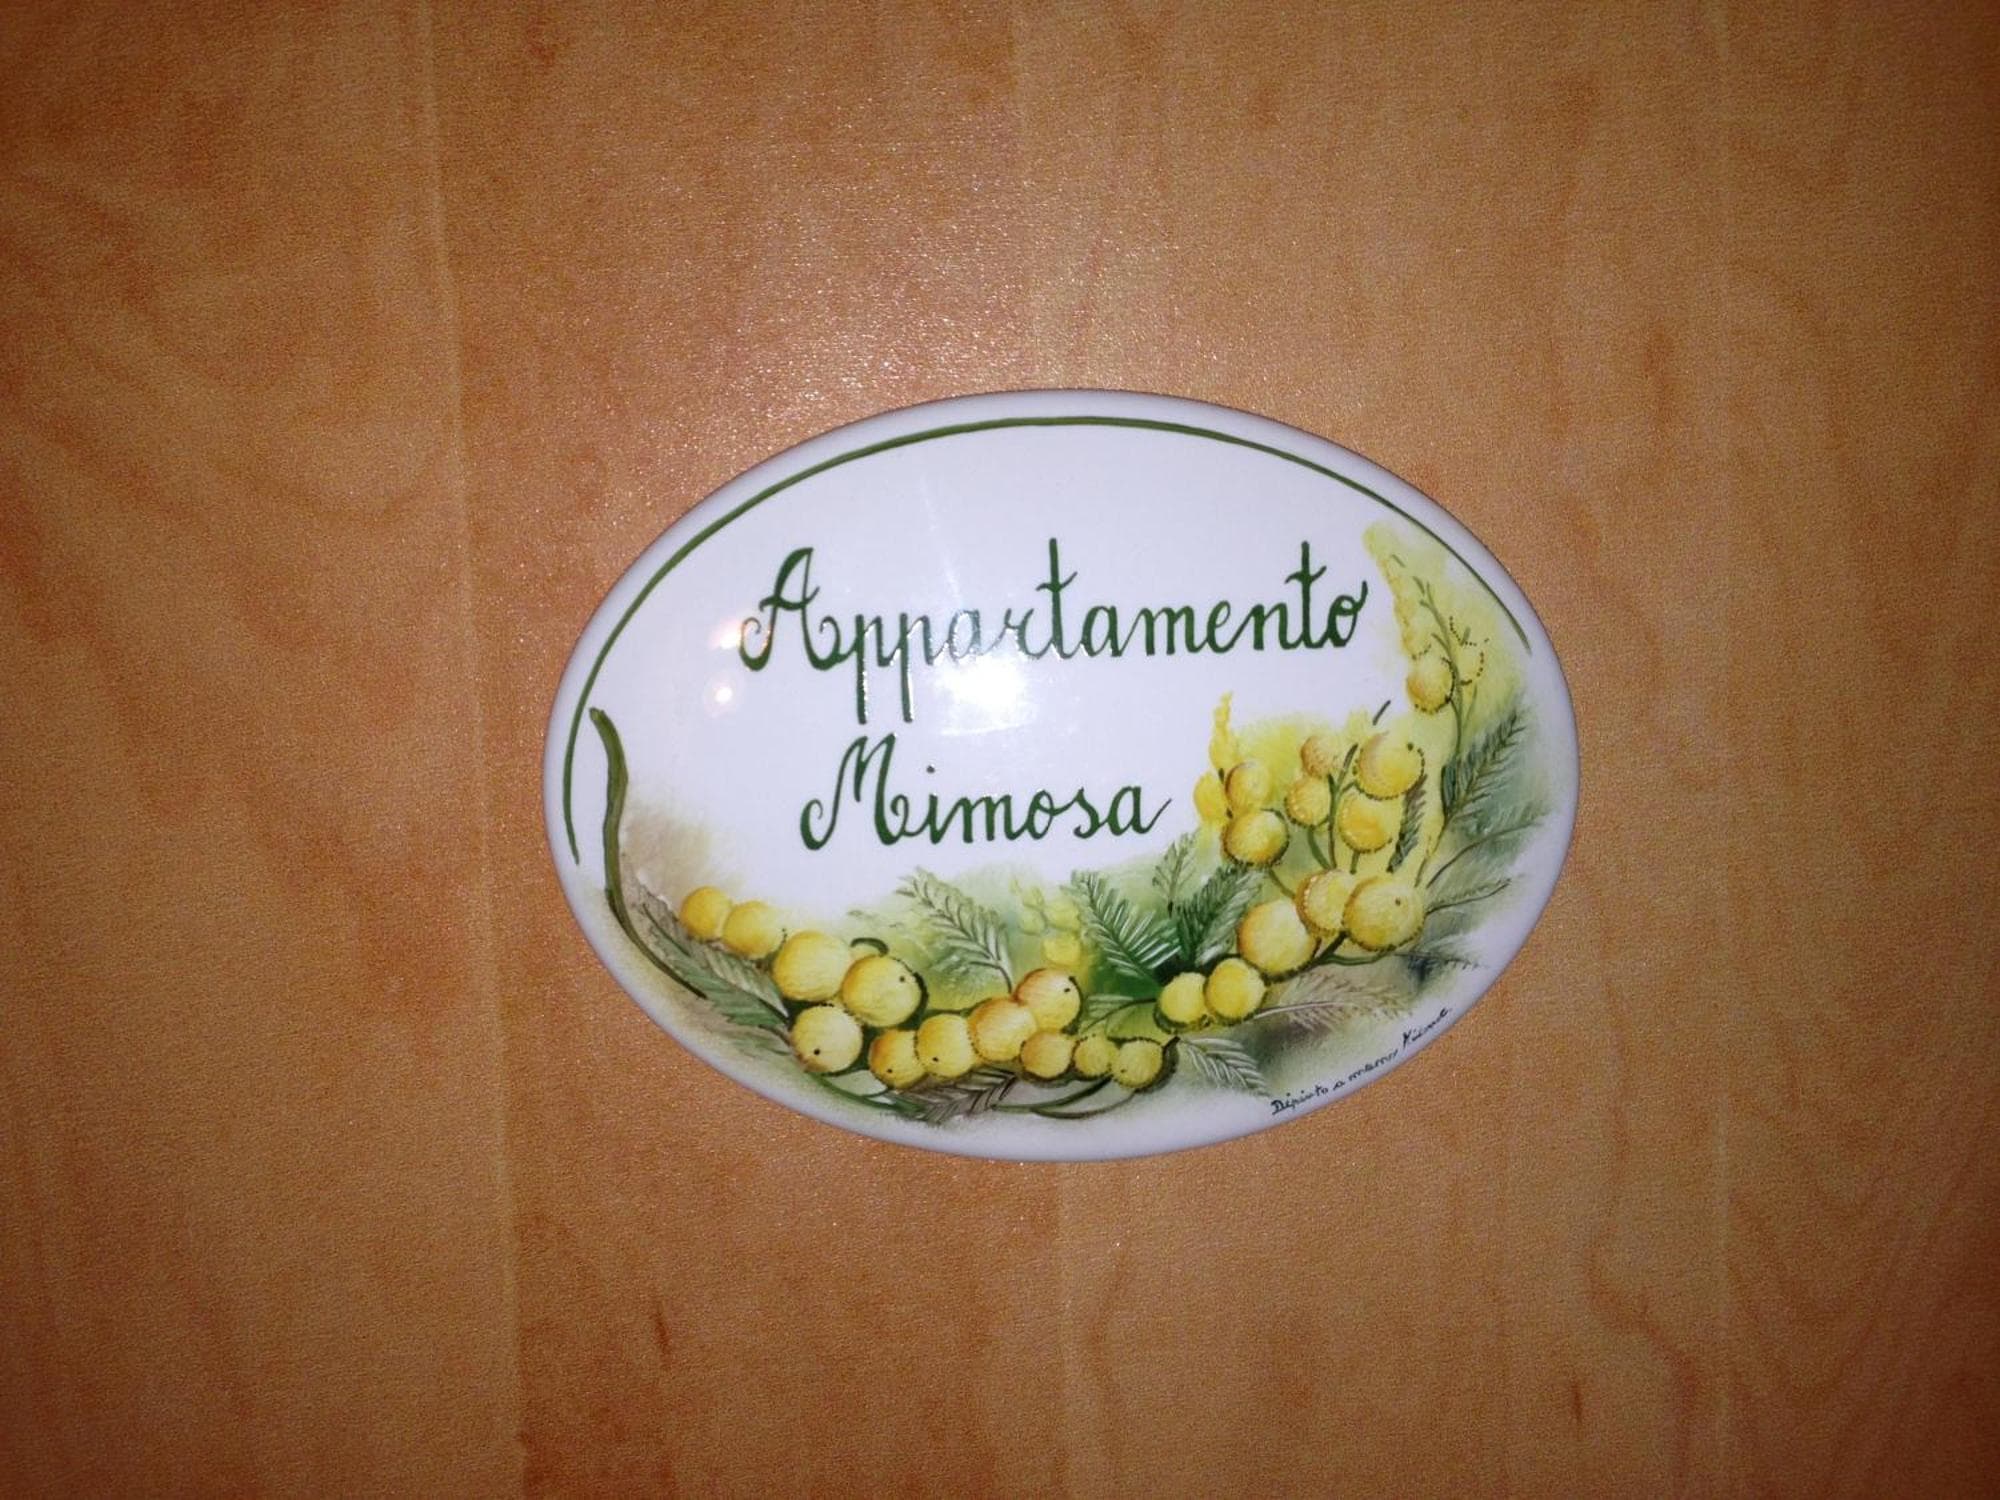 Appartamento
Mimosa
Dipinto a mano